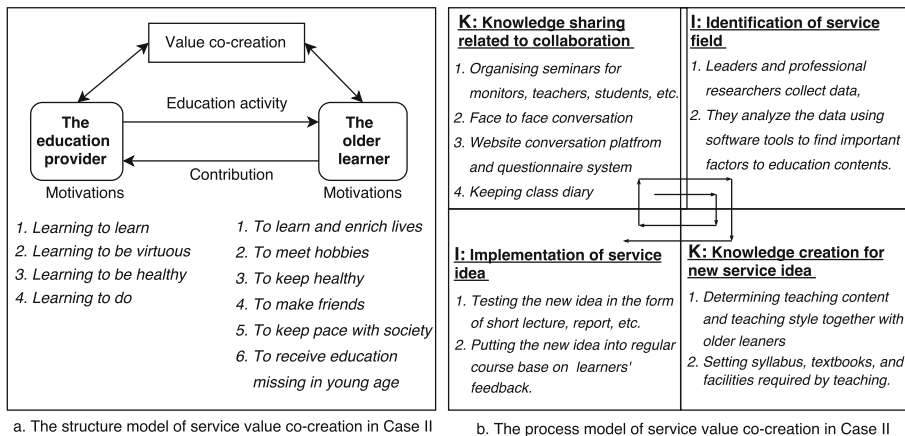 Value co-creation
Education activity
The
education
provider
The
older
learner
Contribution
Motivations
Motivations
1. Learning to learn
2. Learning to be virtuous
3. Learning to be healthy
4. Learning to do
1. To learn and enrich lives
2. To meet hobbies
3. To keep healthy
4. To make friends
5. To keep pace with society
6. To receive education
missing in young age
a. The structure model of service value co-creation in Case II
K: Knowledge sharing
related to collaboration
1. Organising seminars for
monitors, teachers, students, etc.
2. Face to face conversation
3. Website conversation platfrom
and questionnaire system
4. Keeping class diary
I: Identification of service
field
1. Leaders and professional
researchers collect data,
2. They analyze the data using
software tools to find important
factors to education contents.
I: Implementation of service
idea
1. Testing the new idea in the form
of short lecture, report, etc.
2. Putting the new idea into regular
course base on learners'
feedback.
K: Knowledge creation for
new service idea
1. Determining teaching content
and teaching style together with
older leaners
2. Setting syllabus, textbooks, and
facilities required by teaching.
b. The process model of service value co-creation in Case II